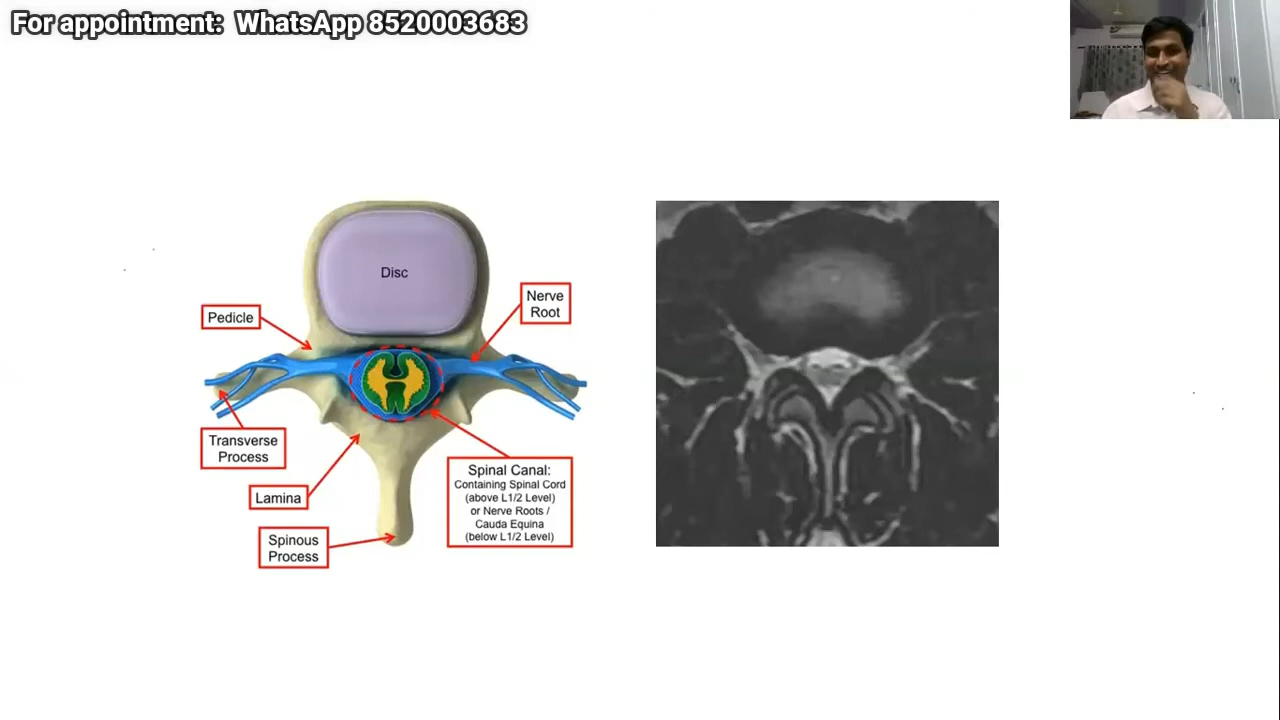 For appointment: WhatsApp 8520003683
Disc
Nerve
Root
Pedicle
Transverse
Process
Lamina
Spinous
Process
Spinal Canal:
Containing Spinal Cord
(above L1/2 Level)
or Nerve Roots /
Cauda Equina
(below L1/2 Level)